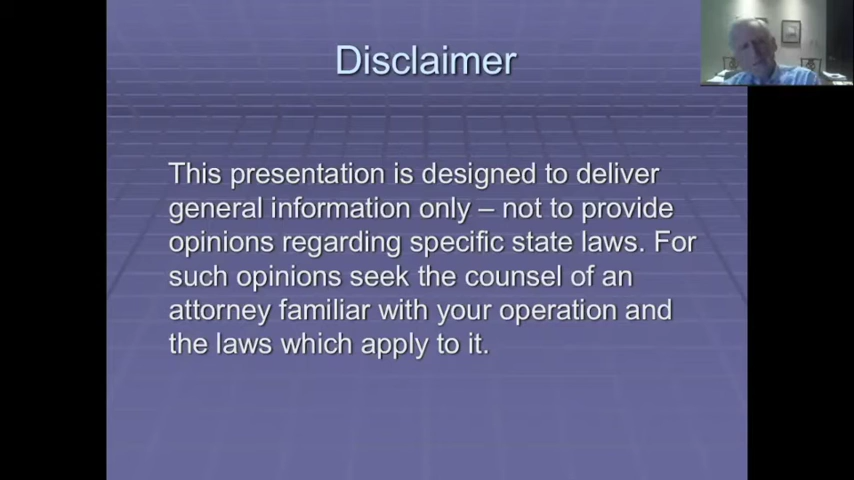 Disclaimer
This presentation is designed to deliver
general information only – not to provide
opinions regarding specific state laws. For
such opinions seek the counsel of an
attorney familiar with your operation and
the laws which apply to it.